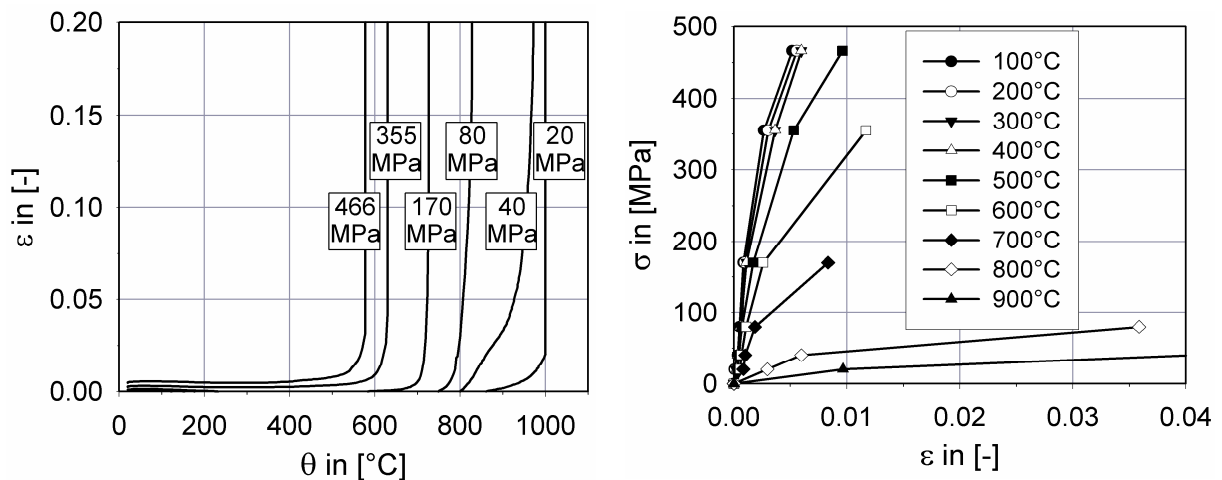 0.20
0.15
0.10
0.05
0.00
ε in [-]
355
MPa
80
MPa
20
MPa
466
MPa
170
MPa
40
MPa
0 200 400 600 800 1000
θ in [°C]
500
400
300
200
100
0
σ in [MPa]
100°C
200°C
300°C
400°C
500°C
600°C
700°C
800°C
900°C
0.00 0.01 0.02 0.03 0.04
ε in [-]